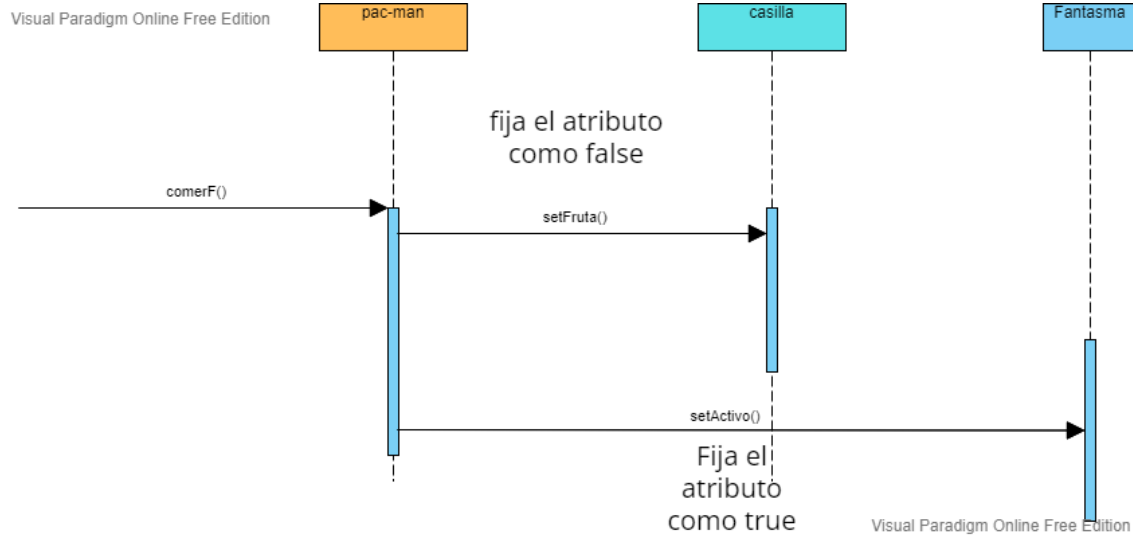 Visual Paradigm Online Free Edition
pac-man
casilla
Fantasma
fija el atributo
como false
comerF()
setFruta()
setActivo()
Fija el
atributo
como true
Visual Paradigm Online Free Edition